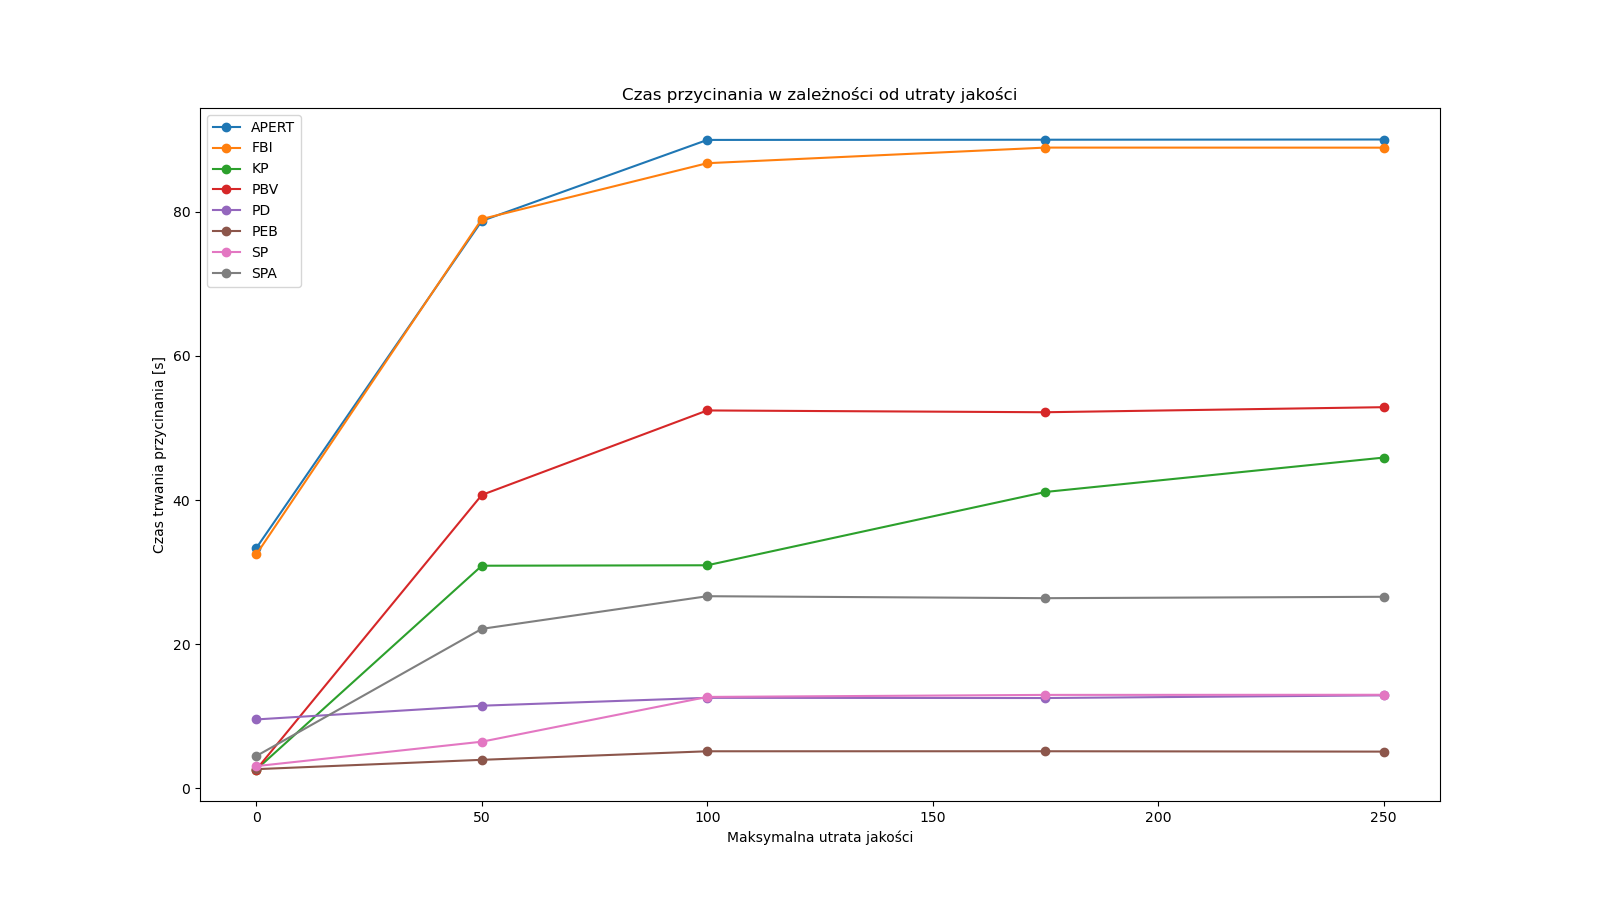 Czas przycinania w zależności od utraty jakości
APERT
FBI
KP
PBV
PD
PEB
SP
SPA
Czas trwania przycinania [s]
80
60
40
20
0
0 50 100 150 200 250
Maksymalna utrata jakości